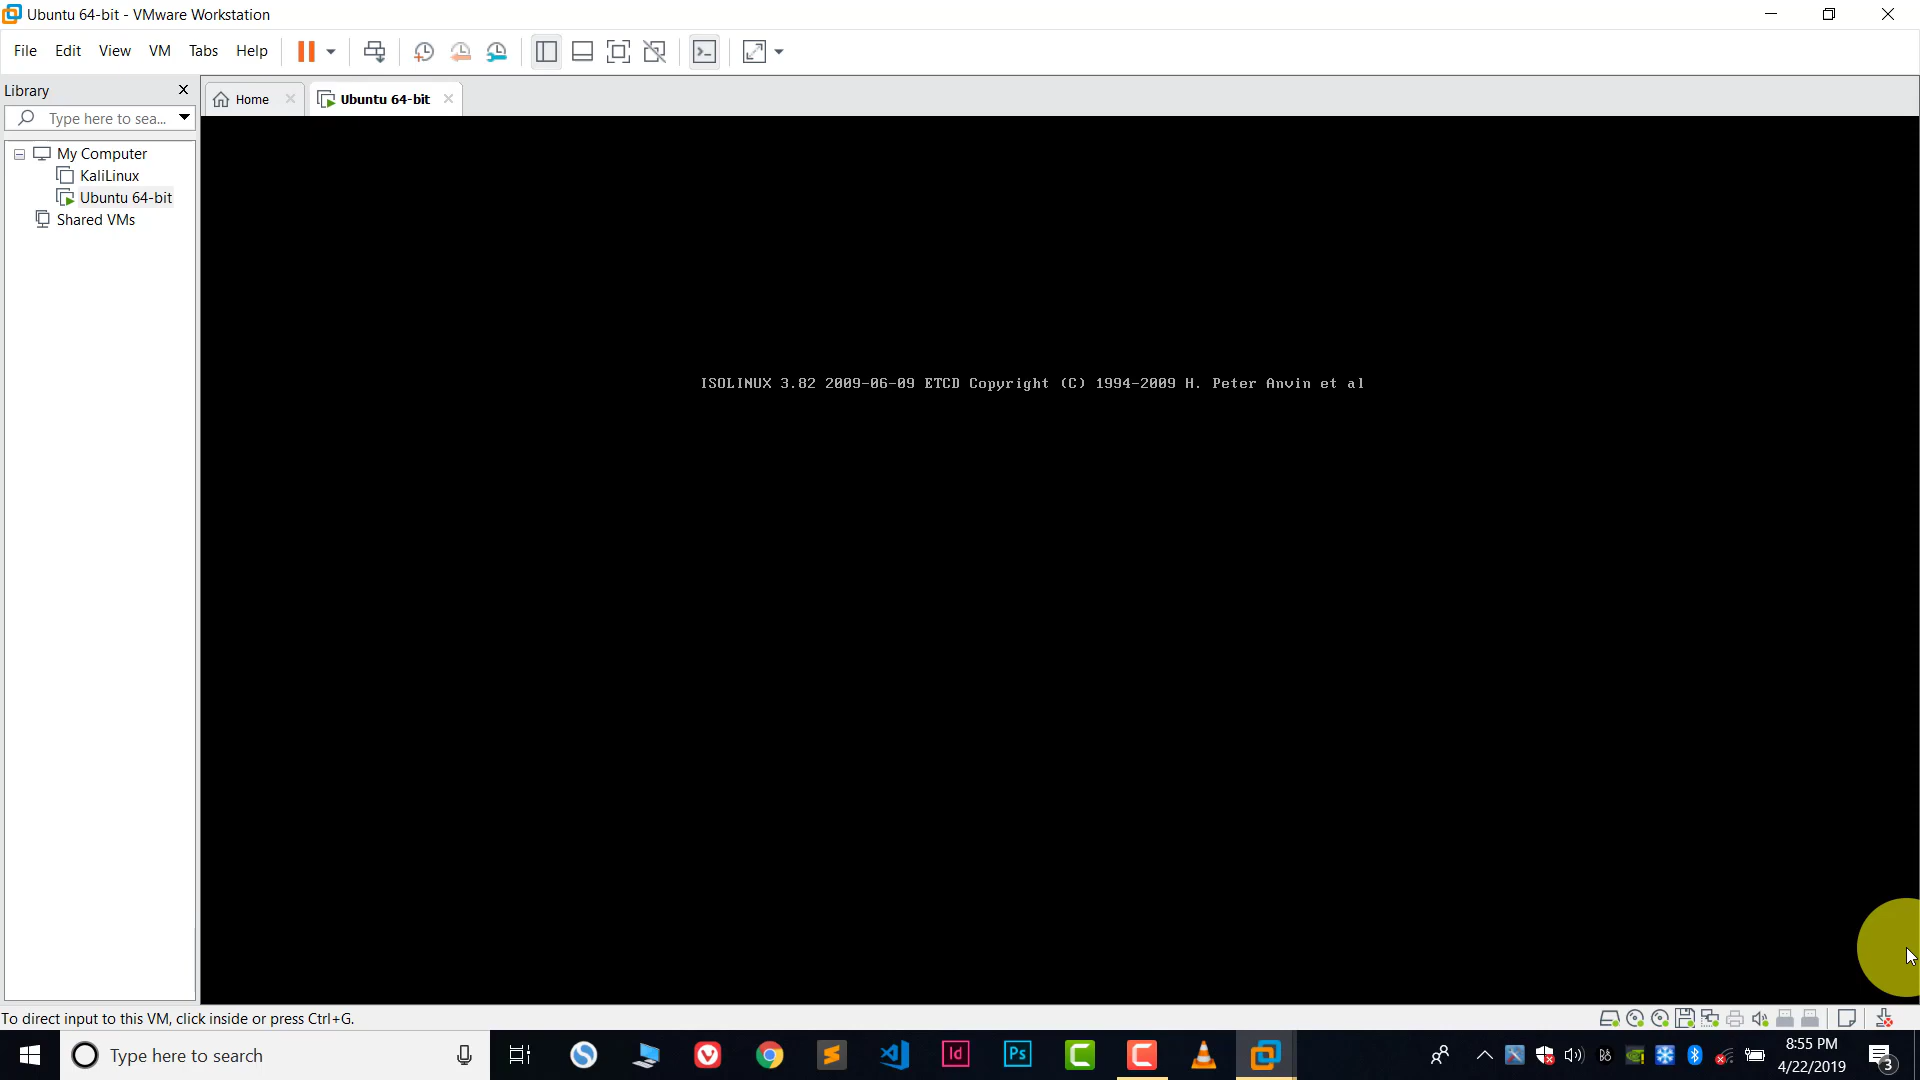 Ubuntu 64-bit - VMware Workstation
File Edit View VM Tabs Help
Library
Home
Ubuntu 64-bit
Type here to sea...
My Computer
KaliLinux
Ubuntu 64-bit
Shared VMs
ISOLINUX 3.82 2009-06-09 ETCD Copyright (C) 1994-2009 H. Peter Anvin et al
To direct input to this VM, click inside or press Ctrl+G.
Type here to search
Id
Ps
8:55 PM
4/22/2019
3